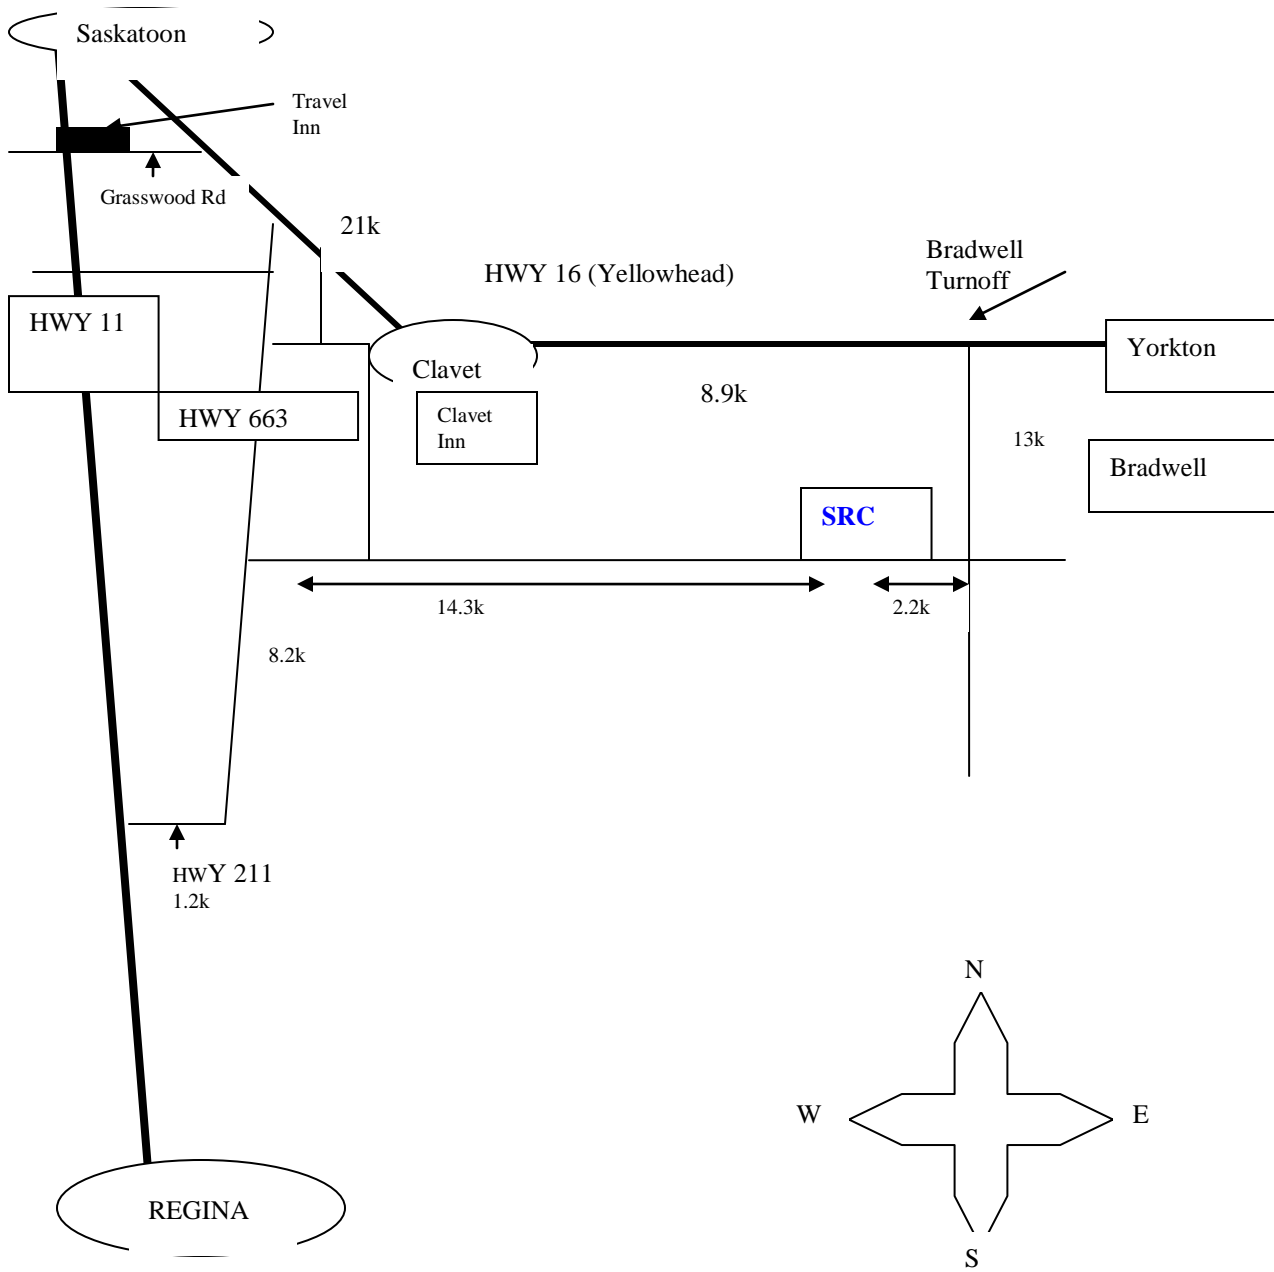 Saskatoon
Travel
Inn
Grasswood Rd
21k
Bradwell
Turnoff
HWY 16 (Yellowhead)
HWY 11
Yorkton
Clavet
8.9k
HWY 663
Clavet
Inn
13k
Bradwell
SRC
14.3k
2.2k
8.2k
HWY 211
1.2k
N
W
E
REGINA
S